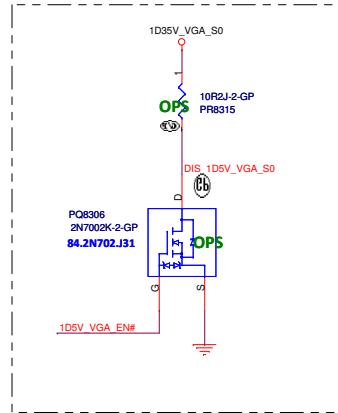 1D35V_VGA_S0
1
10R2J-2-GP
OPS
PR8315
DIS_1D5V_VGA_S0
D
PQ8306
2N7002K-2-GP
84.2N702.J31
OPS
G
S
1D5V_VGA_EN#